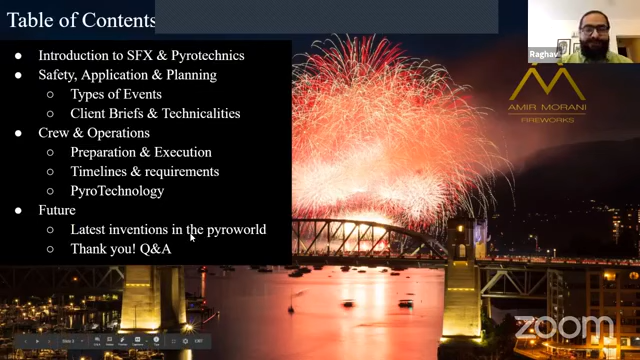 Table of Contents
● Introduction to SFX & Pyrotechnics
● Safety, Application & Planning
○ Types of Events
○ Client Briefs & Technicalities
● Crew & Operations
○ Preparation & Execution
○ Timelines & requirements
○ PyroTechnology
● Future
○ Latest inventions in the pyroworld
○ Thank you! Q&A
Raghav
AMIR MORANI
FIREWORKS
zoom